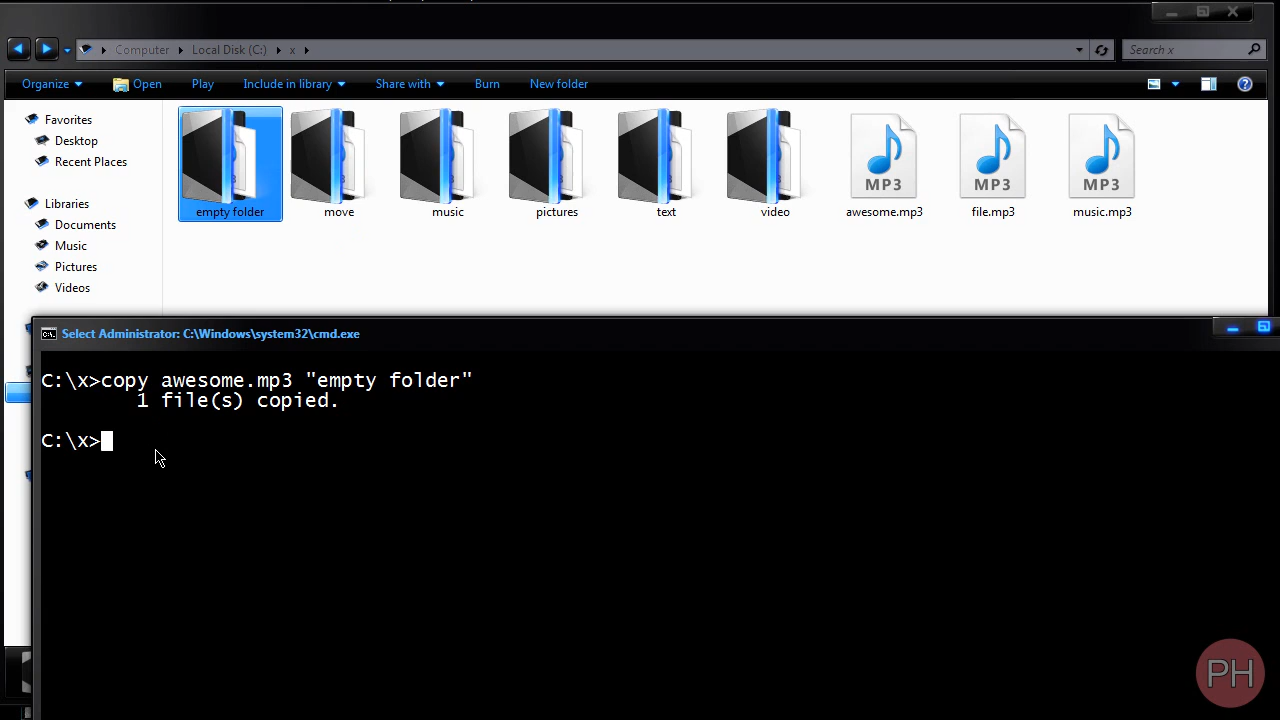 Computer Local Disk (C:) x
Search x
Organize Open Play Include in library Share with Burn New folder
Favorites
Desktop
Recent Places
Libraries
Documents
Music
Pictures
Videos
empty folder move music pictures text video awesome.mp3 file.mp3 music.mp3
MP3 MP3 MP3
C:\. Select Administrator: C:\Windows\system32\cmd.exe
C:\x>copy awesome.mp3 "empty folder"
1 file(s) copied.
C:\x>
PH